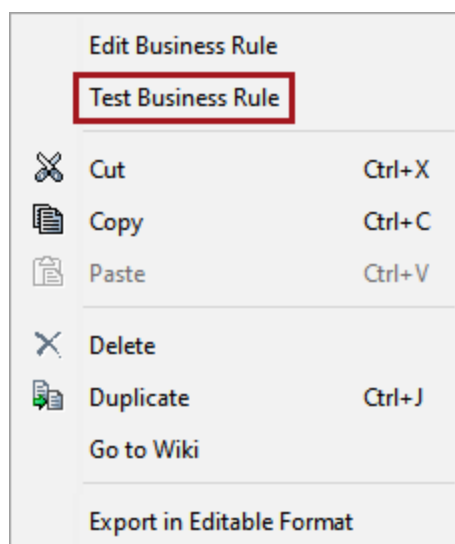 Edit Business Rule
Test Business Rule
Cut Ctrl+X
Copy Ctrl+C
Paste Ctrl+V
Delete
Duplicate Ctrl+J
Go to Wiki
Export in Editable Format